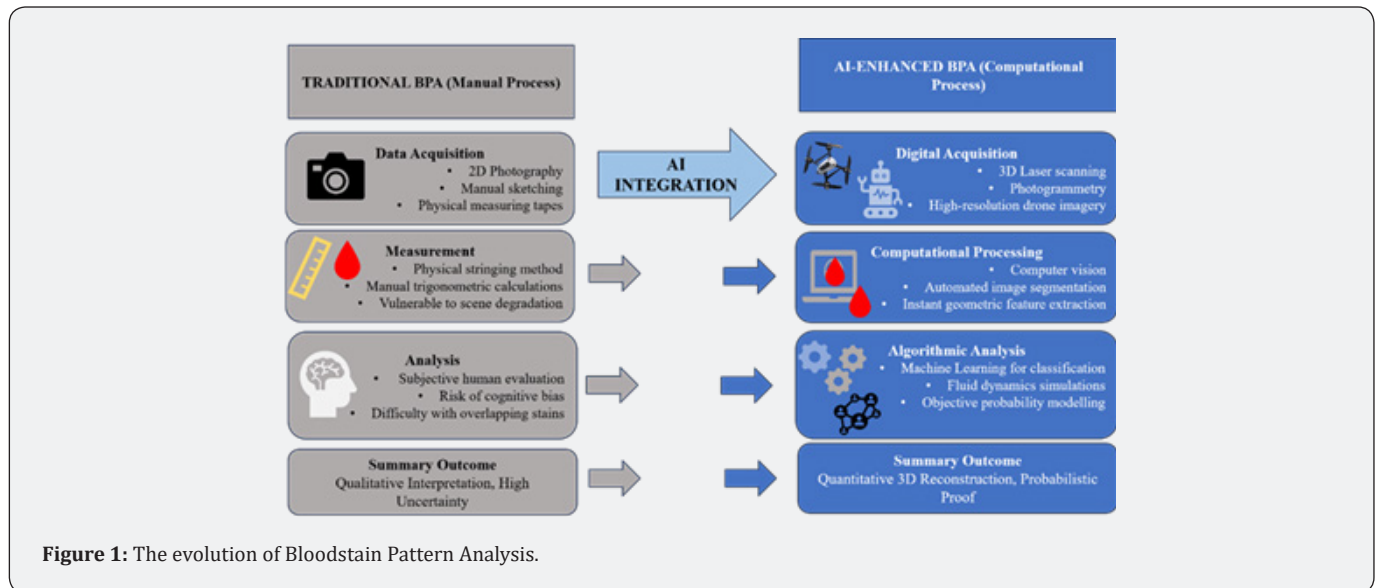 TRADITIONAL BPA (Manual Process)
AI-ENHANCED BPA (Computational
Process)
Data Acquisition
• 2D Photography
• Manual sketching
• Physical measuring tapes
AI
INTEGRATION
Digital Acquisition
• 3D Laser scanning
• Photogrammetry
• High-resolution drone imagery
Measurement
• Physical stringing method
• Manual trigonometric calculations
• Vulnerable to scene degradation
Computational Processing
• Computer vision
• Automated image segmentation
• Instant geometric feature extraction
Analysis
• Subjective human evaluation
• Risk of cognitive bias
• Difficulty with overlapping stains
Algorithmic Analysis
• Machine Learning for classification
• Fluid dynamics simulations
• Objective probability modelling
Summary Outcome
Qualitative Interpretation, High
Uncertainty
Summary Outcome
Quantitative 3D Reconstruction, Probabilistic
Proof
Figure 1: The evolution of Bloodstain Pattern Analysis.